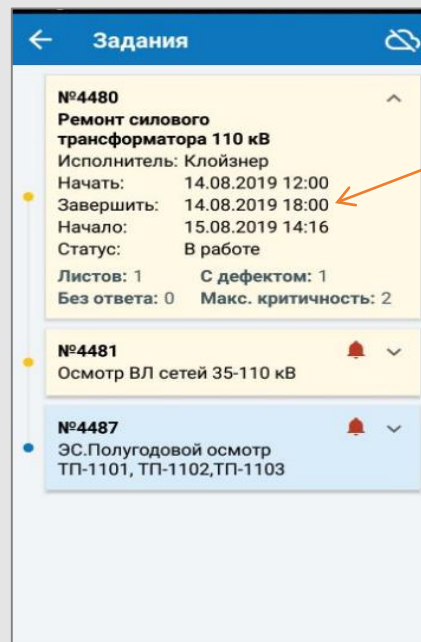 Задания
№4480
Ремонт силового
трансформатора 110 кВ
Исполнитель: Клойзнер
Начать: 14.08.2019 12:00
Завершить: 14.08.2019 18:00
Начало: 15.08.2019 14:16
Статус: В работе
Листов: 1 С дефектом: 1
Без ответа: 0 Макс. критичность: 2
№4481
Осмотр ВЛ сетей 35-110 кВ
№4487
ЭС.Полугодовой осмотр
ТП-1101, ТП-1102,ТП-1103